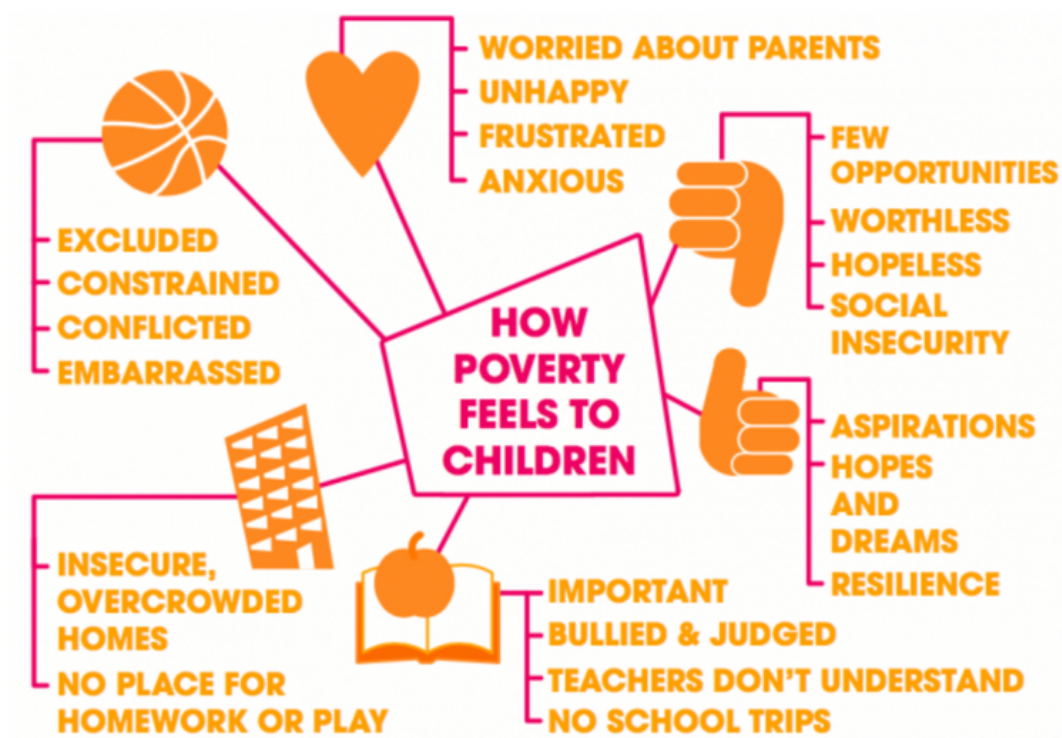 HOW
POVERTY
FEELS TO
CHILDREN
WORRIED ABOUT PARENTS
UNHAPPY
FRUSTRATED
ANXIOUS
FEW
OPPORTUNITIES
WORTHLESS
HOPELESS
SOCIAL
INSECURITY
ASPIRATIONS
HOPES
AND
DREAMS
RESILIENCE
IMPORTANT
BULLIED & JUDGED
TEACHERS DON'T UNDERSTAND
NO SCHOOL TRIPS
INSECURE,
OVERCROWDED
HOMES
NO PLACE FOR
HOMEWORK OR PLAY
EXCLUDED
CONSTRAINED
CONFLICTED
EMBARRASSED